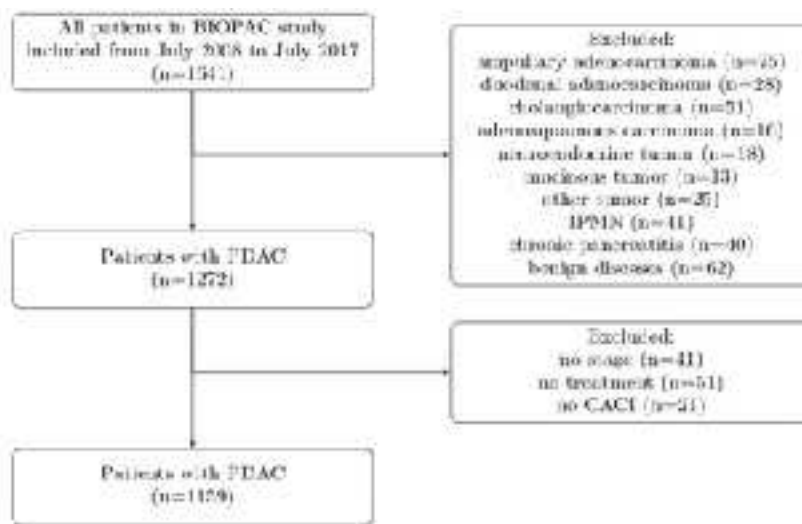 All patients in BIOPAC study
included from July 2008 to July 2017
(n=1641)
Excluded:
ampullary adenocarcinoma (n=75)
duodenal adenocarcinoma (n=28)
cholangiocarcinoma (n=51)
adenosquamous carcinoma (n=16)
neuroendocrine tumor (n=18)
mucinous tumor (n=13)
other tumor (n=25)
IPMN (n=41)
chronic pancreatitis (n=40)
benign diseases (n=62)
Patients with PDAC
(n=1272)
Excluded:
no stage (n=41)
no treatment (n=51)
no CACI (n=21)
Patients with PDAC
(n=1159)